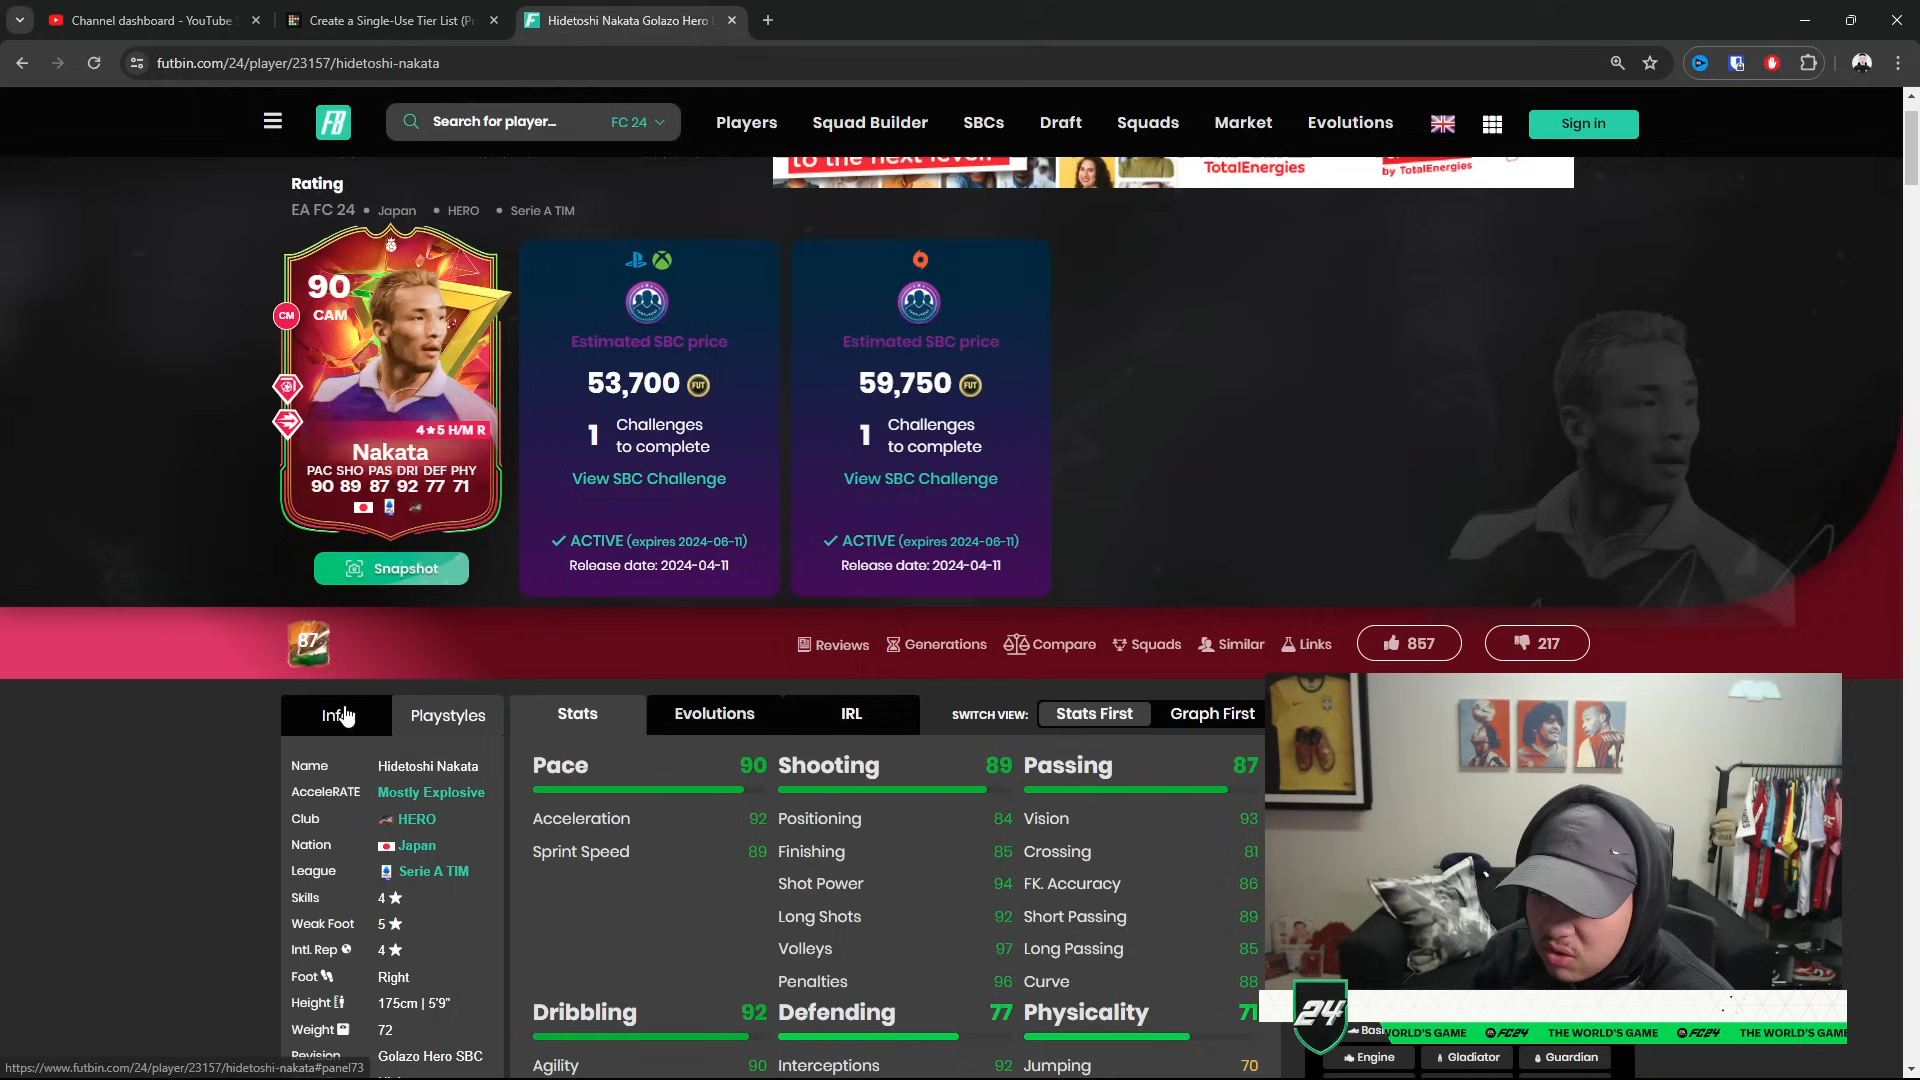 Channel dashboard - YouTube
Create a Single-Use Tier List (Pr
Hidetoshi Nakata Golazo Hero
futbin.com/24/player/23157/hidetoshi-nakata
Search for player...
FC 24
Players
Squad Builder
SBCs
Draft
Squads
Market
Evolutions
Sign in
to the next level!
TotalEnergies
by TotalEnergies
Rating
EA FC 24 • Japan • HERO • Serie A TIM
90
CAM
CM
4★5 H/M R
Nakata
PAC SHO PAS DRI DEF PHY
90 89 87 92 77 71
Snapshot
Estimated SBC price
53,700
FUT
1 Challenges
to complete
View SBC Challenge
ACTIVE (expires 2024-06-11)
Release date: 2024-04-11
Estimated SBC price
59,750
FUT
1 Challenges
to complete
View SBC Challenge
ACTIVE (expires 2024-06-11)
Release date: 2024-04-11
87
Reviews
Generations
Compare
Squads
Similar
Links
857
217
Playstyles
Stats
Evolutions
IRL
SWITCH VIEW:
Stats First
Graph First
Name Hidetoshi Nakata
AcceleRATE Mostly Explosive
Club HERO
Nation Japan
League Serie A TIM
Skills 4
Weak Foot 5
Intl. Rep 4
Foot Right
Height 175cm | 5'9"
Weight 72
Revision Golazo Hero SBC
Pace 90
Acceleration 92
Sprint Speed 89
Shooting 89
Positioning 84
Finishing 85
Shot Power 94
Long Shots 92
Volleys 97
Penalties 96
Passing 87
Vision 93
Crossing 81
FK. Accuracy 86
Short Passing 89
Long Passing 85
Curve 88
Dribbling 92
Agility 90
Defending 77
Interceptions 92
Physicality 71
Jumping 70
HENRY
24
WORLD'S GAME FC24 THE WORLD'S GAME FC24 THE WORLD'S GAME
Engine
Gladiator
Guardian
https://www.futbin.com/24/player/23157/hidetoshi-nakata#panel73